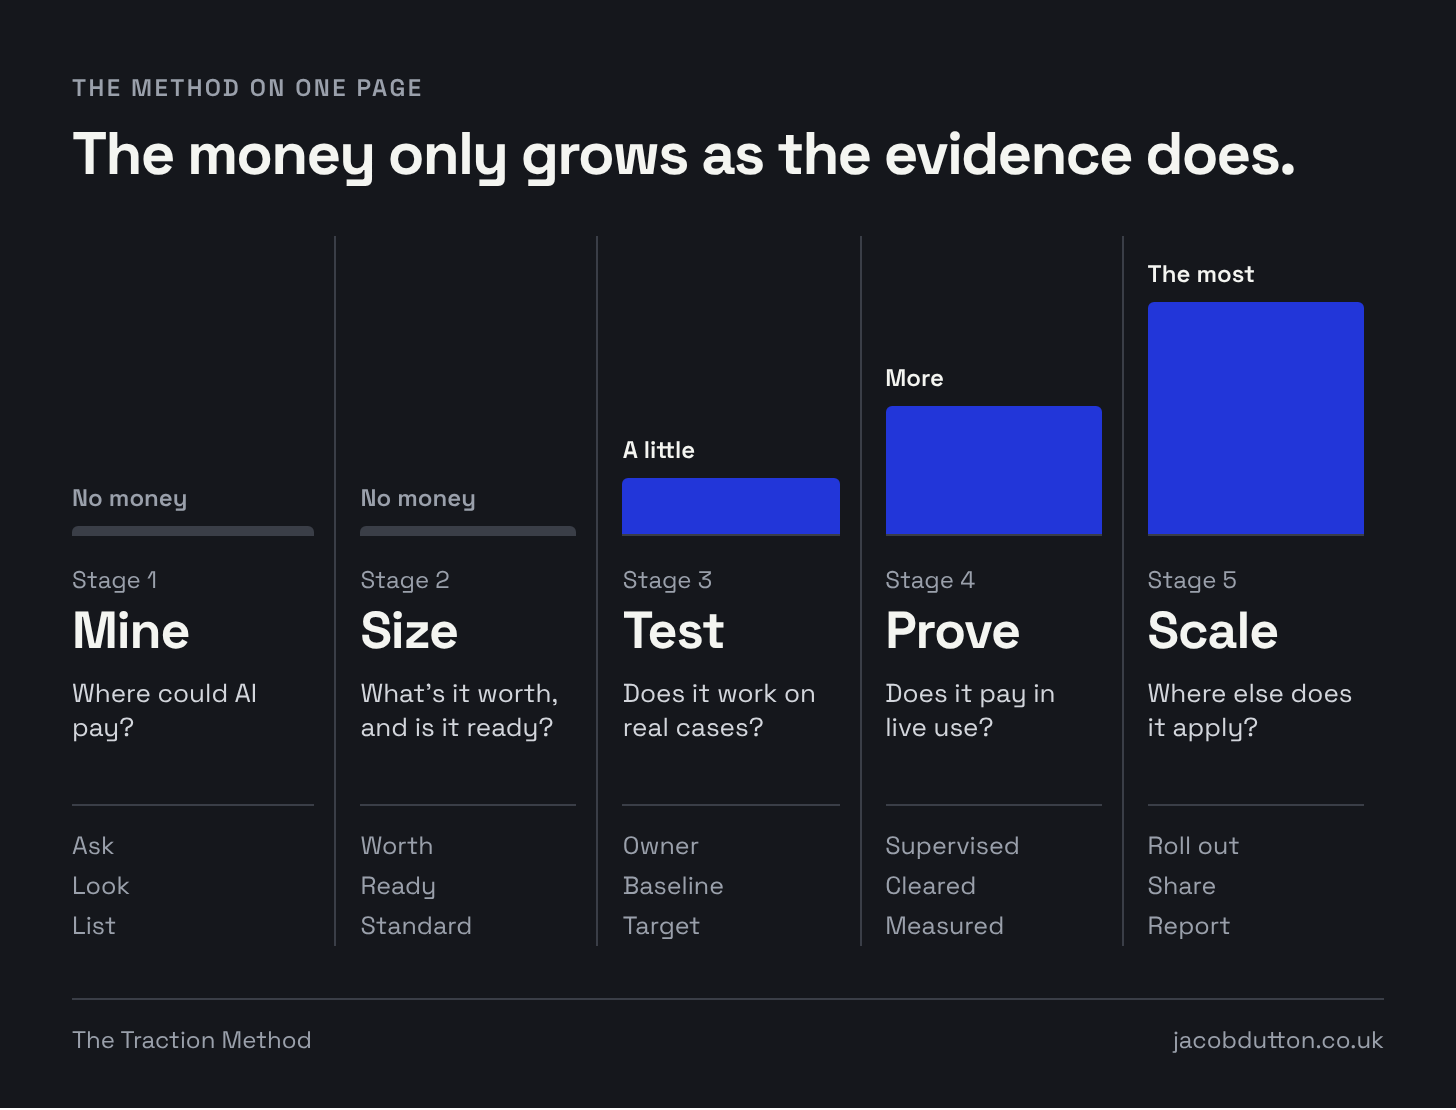 THE METHOD ON ONE PAGE
The money only grows as the evidence does.
No money
Stage 1
Mine
Where could AI
pay?
Ask
Look
List
No money
Stage 2
Size
What's it worth,
and is it ready?
Worth
Ready
Standard
A little
Stage 3
Test
Does it work on
real cases?
Owner
Baseline
Target
More
Stage 4
Prove
Does it pay in
live use?
Supervised
Cleared
Measured
The most
Stage 5
Scale
Where else does
it apply?
Roll out
Share
Report
The Traction Method
jacobdutton.co.uk